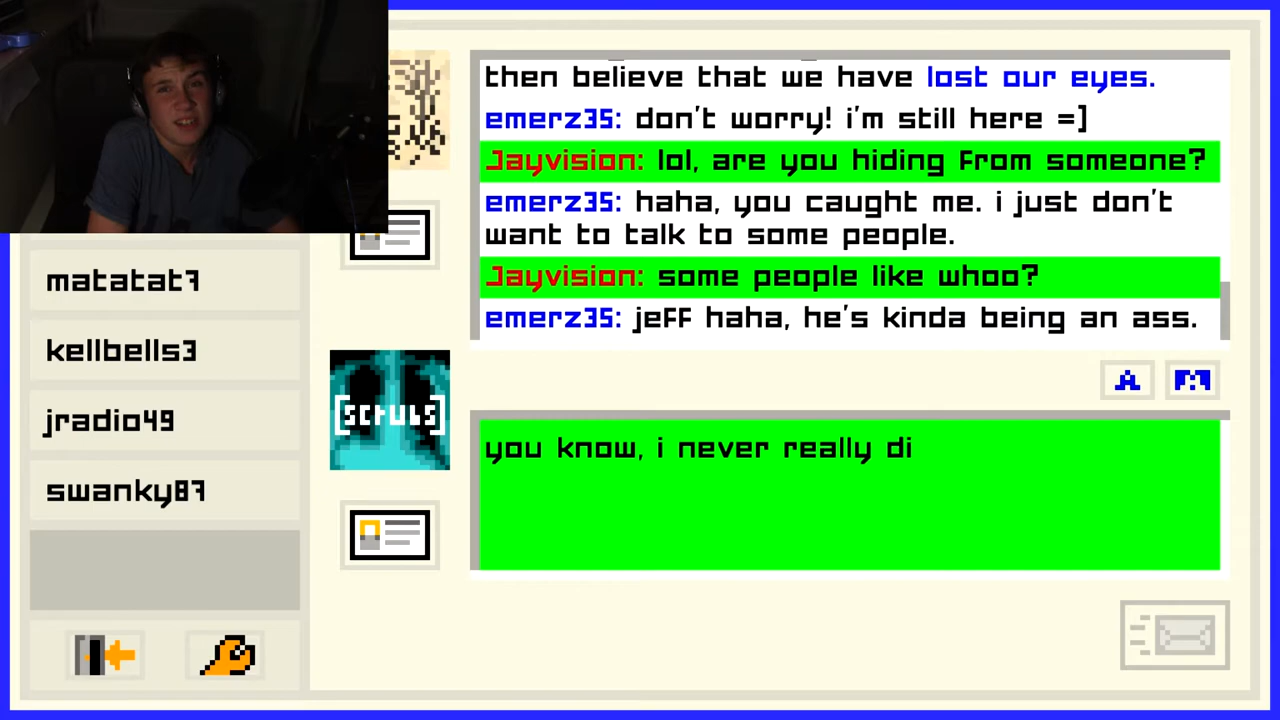 then believe that we have lost our eyes.
emerz35: don't worry! i'm still here =]
Jayvision: lol, are you hiding from someone?
emerz35: haha, you caught me. i just don't
want to talk to some people.
Jayvision: some people like whoo?
emerz35: jeff haha, he's kinda being an ass.
matatat7
kellbells3
jradio49
swanky87
[scrubs]
A
you know, i never really di